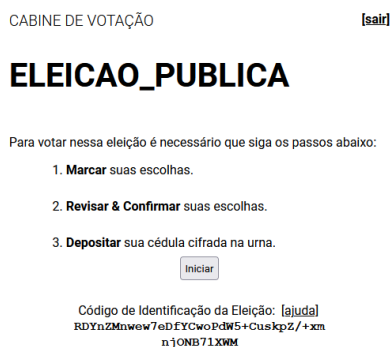 CABINE DE VOTAÇÃO [sair]
ELEICAO_PUBLICA
Para votar nessa eleição é necessário que siga os passos abaixo:
1. Marcar suas escolhas.
2. Revisar & Confirmar suas escolhas.
3. Depositar sua cédula cifrada na urna.
Iniciar
Código de Identificação da Eleição: [ajuda]
RDYnZMnwew7eDfYCwoPdW5+CuskpZ/+xm
njONB71XWM